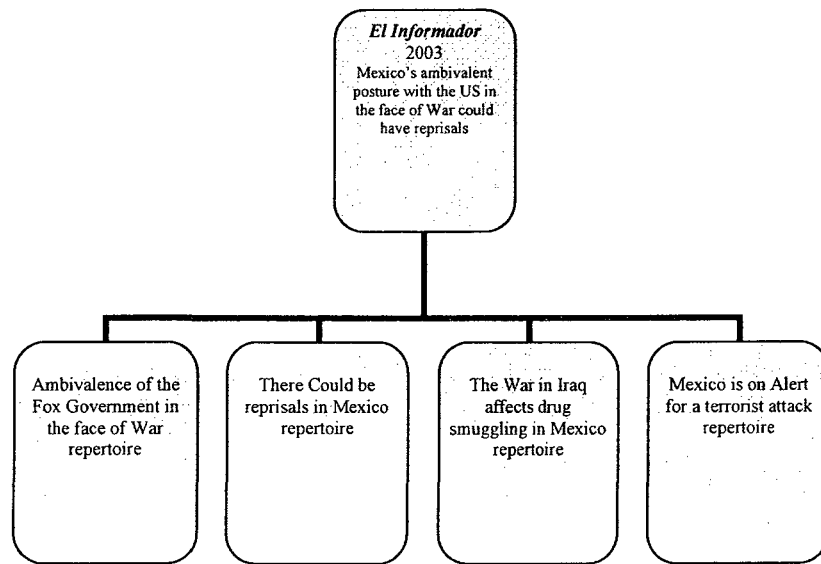 El Informador
2003
Mexico's ambivalent
posture with the US in
the face of War could
have reprisals
Ambivalence of the
Fox Government in
the face of War
repertoire
There Could be
reprisals in Mexico
repertoire
The War in Iraq
affects drug
smuggling in Mexico
repertoire
Mexico is on Alert
for a terrorist attack
repertoire